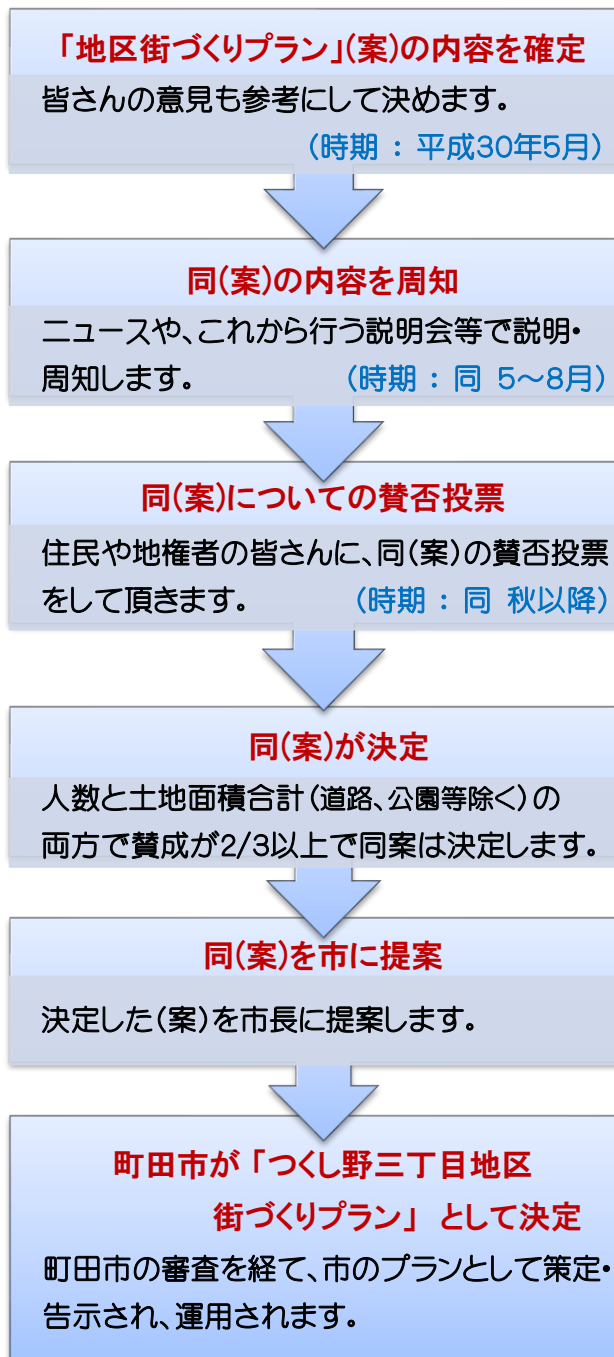 「地区街づくりプラン」(案)の内容を確定
皆さんの意見も参考にして決めます。
(時期 : 平成30年5月)
同(案)の内容を周知
ニュースや、これから行う説明会等で説明・
周知します。 (時期 : 同 5～8月)
同(案)についての賛否投票
住民や地権者の皆さんに、同(案)の賛否投票
をして頂きます。 (時期 : 同 秋以降)
同(案)が決定
人数と土地面積合計(道路、公園等除く)の
両方で賛成が2/3以上で同案は決定します。
同(案)を市に提案
決定した(案)を市長に提案します。
町田市が「つくし野三丁目地区
街づくりプラン」 として決定
町田市の審査を経て、市のプランとして策定・
告示され、運用されます。